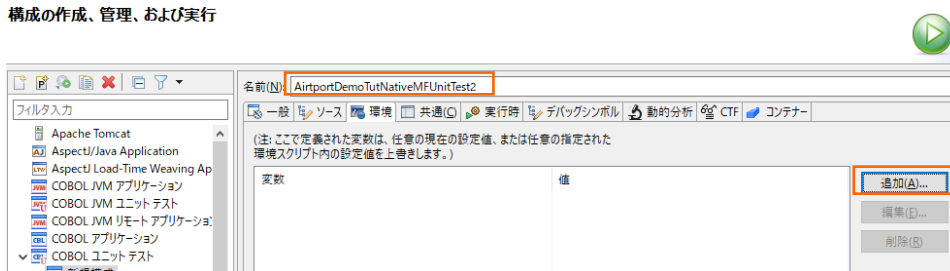 構成の作成、管理、および実行
名前(N): AirtportDemoTutNativeMFUnitTest2
フィルタ入力
Apache Tomcat
AspectJ/Java Application
AspectJ Load-Time Weaving Ap
COBOL JVM アプリケーション
COBOL JVM ユニット テスト
COBOL JVM リモート アプリケーション
COBOL アプリケーション
COBOL ユニット テスト
新規構成
一般 ソース 環境 共通(C) 実行時 デバッグシンボル 動的分析 CTF コンテナー
(注: ここで定義された変数は、任意の現在の設定値、または任意の指定された
環境スクリプト内の設定値を上書きします。)
変数 値
追加(A)...
編集(E)...
削除(R)